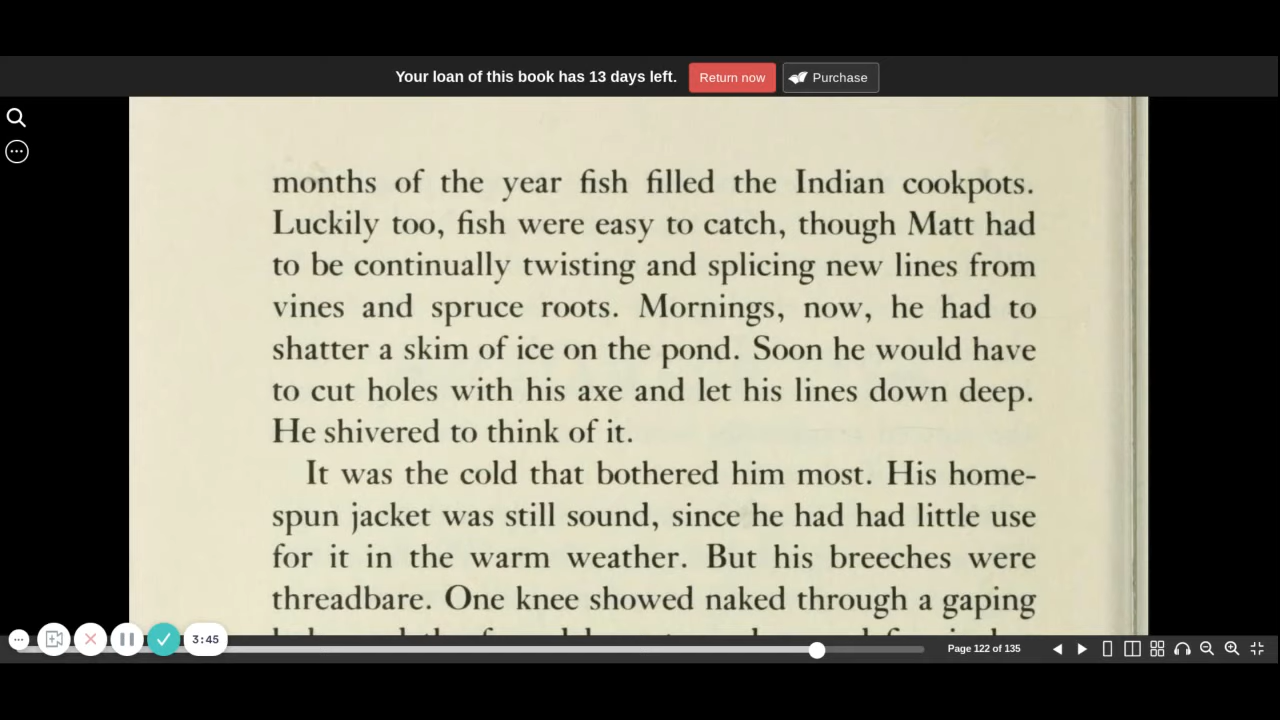 Your loan of this book has 13 days left. Return now Purchase
months of the year fish filled the Indian cookpots.
Luckily too, fish were easy to catch, though Matt had
to be continually twisting and splicing new lines from
vines and spruce roots. Mornings, now, he had to
shatter a skim of ice on the pond. Soon he would have
to cut holes with his axe and let his lines down deep.
He shivered to think of it.
It was the cold that bothered him most. His home-
spun jacket was still sound, since he had had little use
for it in the warm weather. But his breeches were
threadbare. One knee showed naked through a gaping
3:45
Page 122 of 135